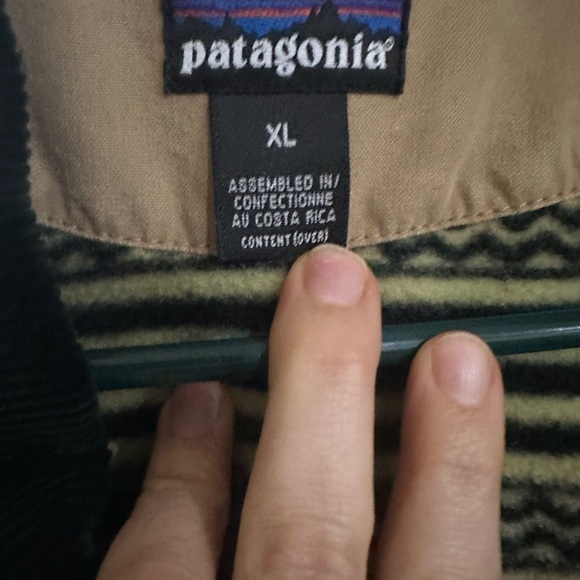 patagonia®
XL
ASSEMBLED IN/
CONFECTIONNE
AU COSTA RICA
CONTENT (OVER)